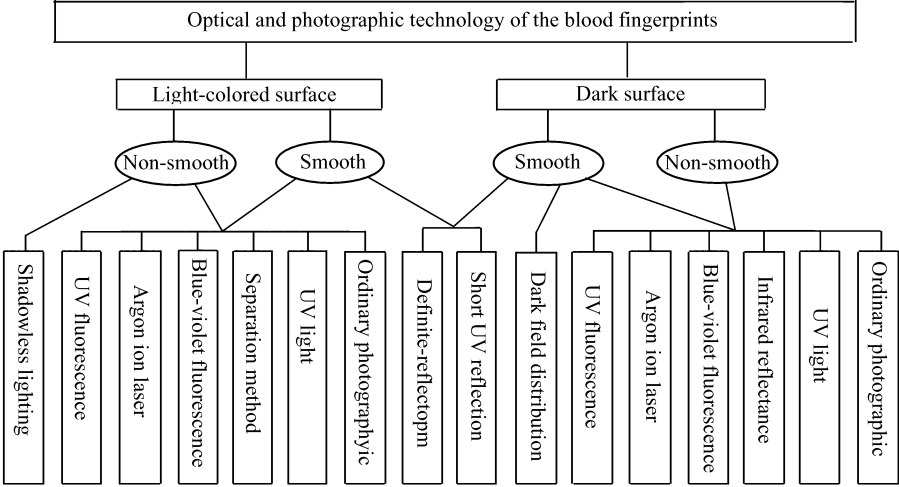 Optical and photographic technology of the blood fingerprints
Light-colored surface
Dark surface
Non-smooth
Smooth
Smooth
Non-smooth
Shadowless lighting
UV fluorescence
Argon ion laser
Blue-violet fluorescence
Separation method
UV light
Ordinary photographyic
Definite-reflectopm
Short UV reflection
Dark field distribution
UV fluorescence
Argon ion laser
Blue-violet fluorescence
Infrared reflectance
UV light
Ordinary photographic